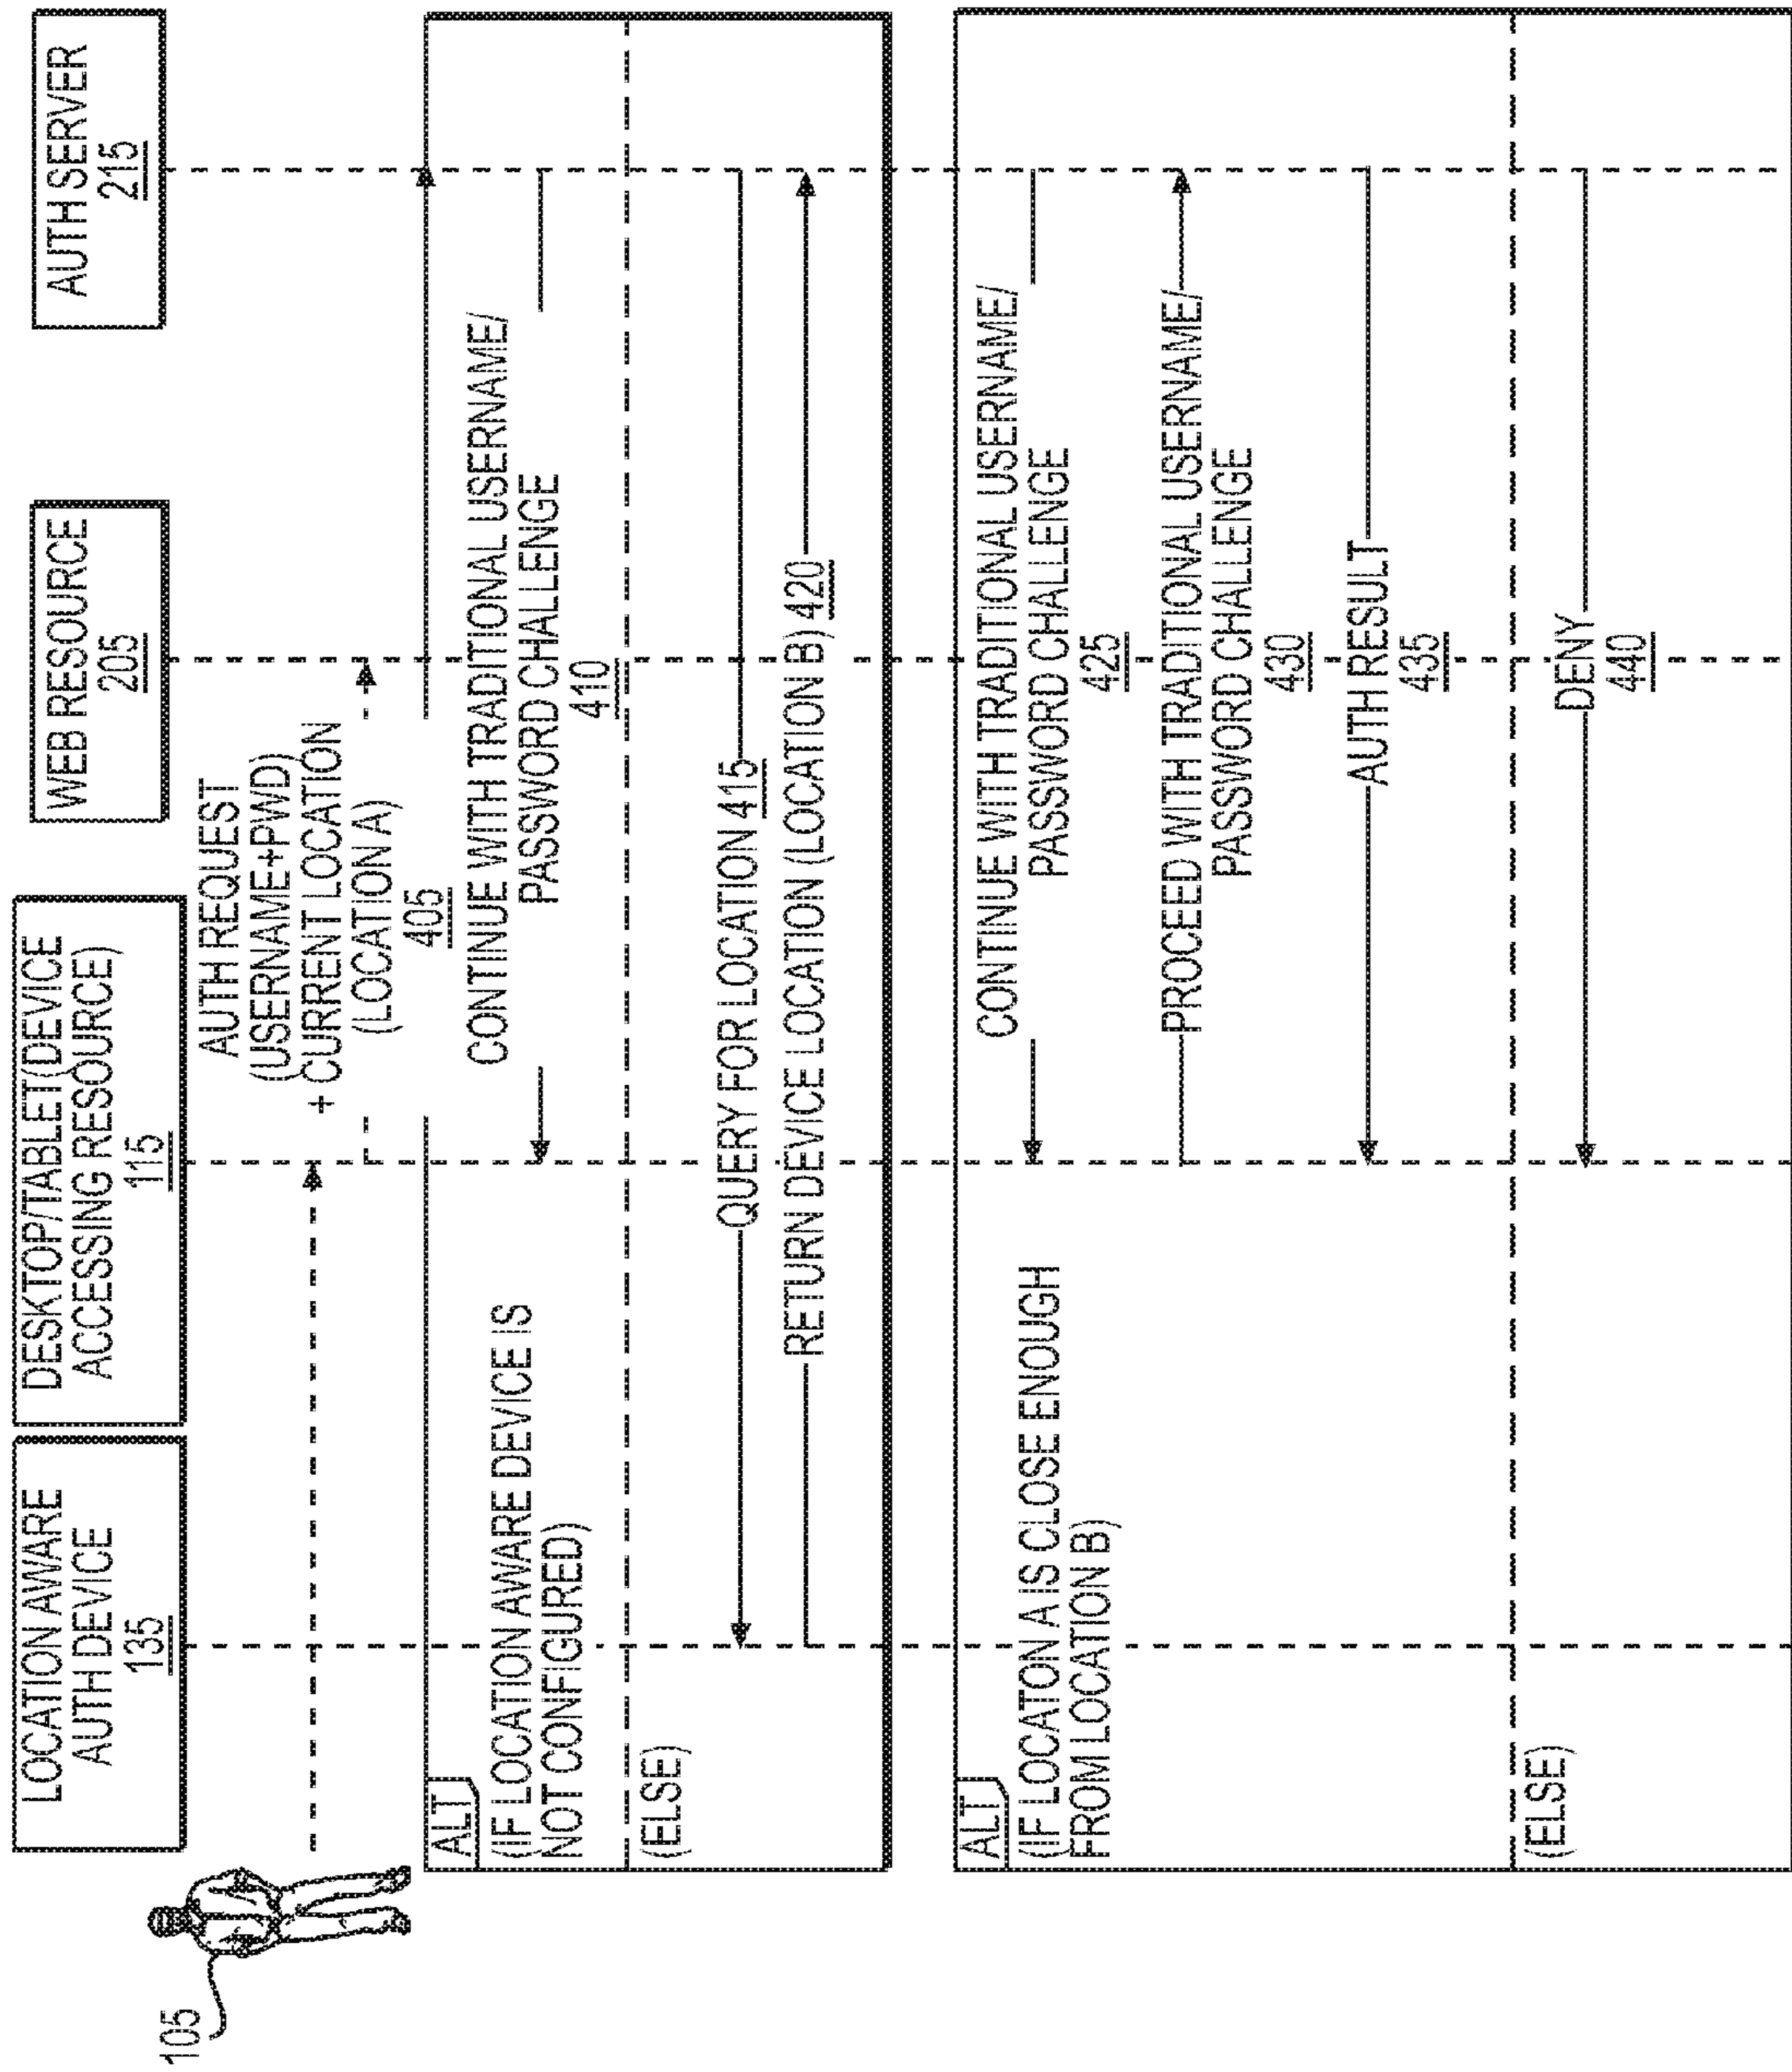 105
LOCATION AWARE
AUTH DEVICE
135
DESKTOP/TABLET(DEVICE
ACCESSING RESOURCE)
115
WEB RESOURCE
205
AUTH SERVER
215
AUTH REQUEST
(USERNAME+PWD)
+ CURRENT LOCATION
(LOCATION A)
405
ALT
(IF LOCATION AWARE DEVICE IS
NOT CONFIGURED)
CONTINUE WITH TRADITIONAL USERNAME/
PASSWORD CHALLENGE
410
(ELSE)
QUERY FOR LOCATION 415
RETURN DEVICE LOCATION (LOCATION B) 420
ALT
(IF LOCATON A IS CLOSE ENOUGH
FROM LOCATION B)
CONTINUE WITH TRADITIONAL USERNAME/
PASSWORD CHALLENGE
425
PROCEED WITH TRADITIONAL USERNAME/
PASSWORD CHALLENGE
430
AUTH RESULT
435
(ELSE)
DENY
440